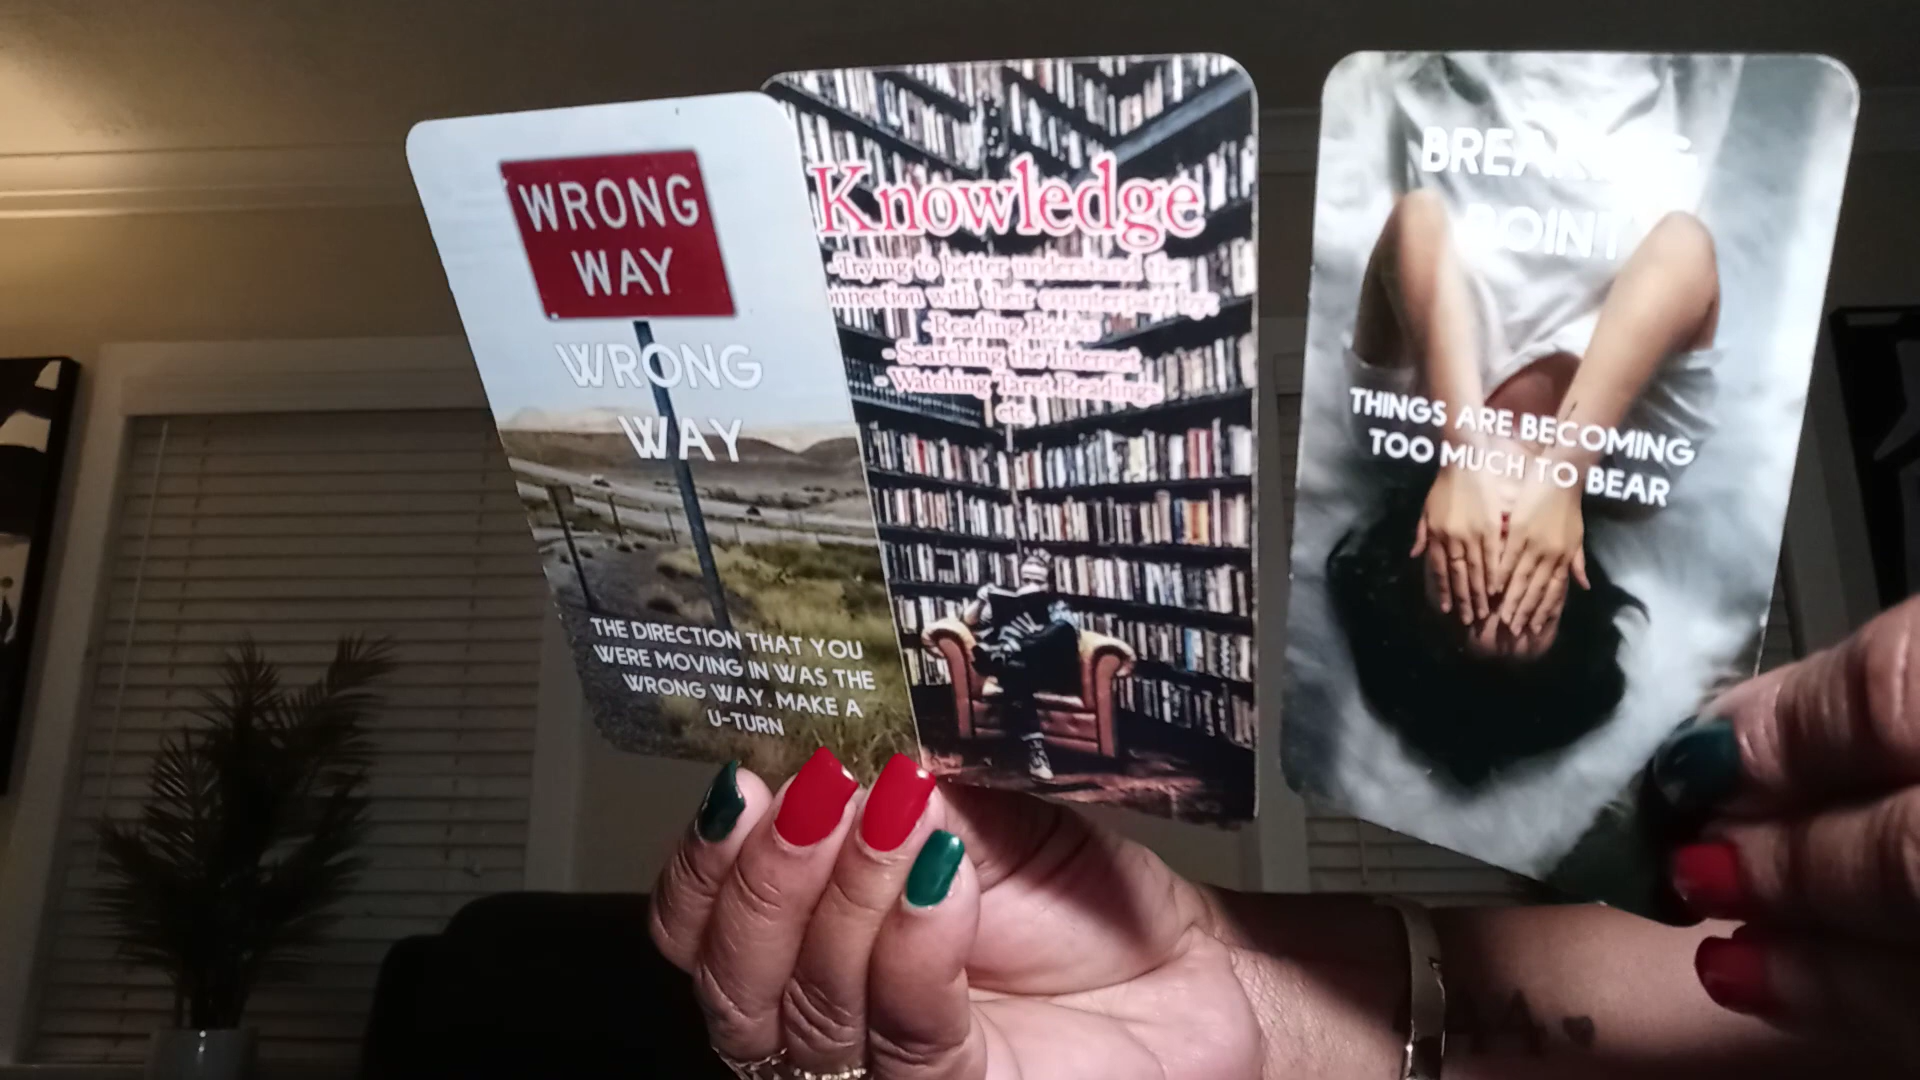 WRONG
WAY
WRONG
WAY
THE DIRECTION THAT YOU
WERE MOVING IN WAS THE
WRONG WAY. MAKE A
U-TURN
Knowledge
-Trying to better understand the
connection with their counterpart by:
-Reading Books
- Searching the Internet
- Watching Tarot Readings
etc.
BREAKING
POINT
THINGS ARE BECOMING
TOO MUCH TO BEAR